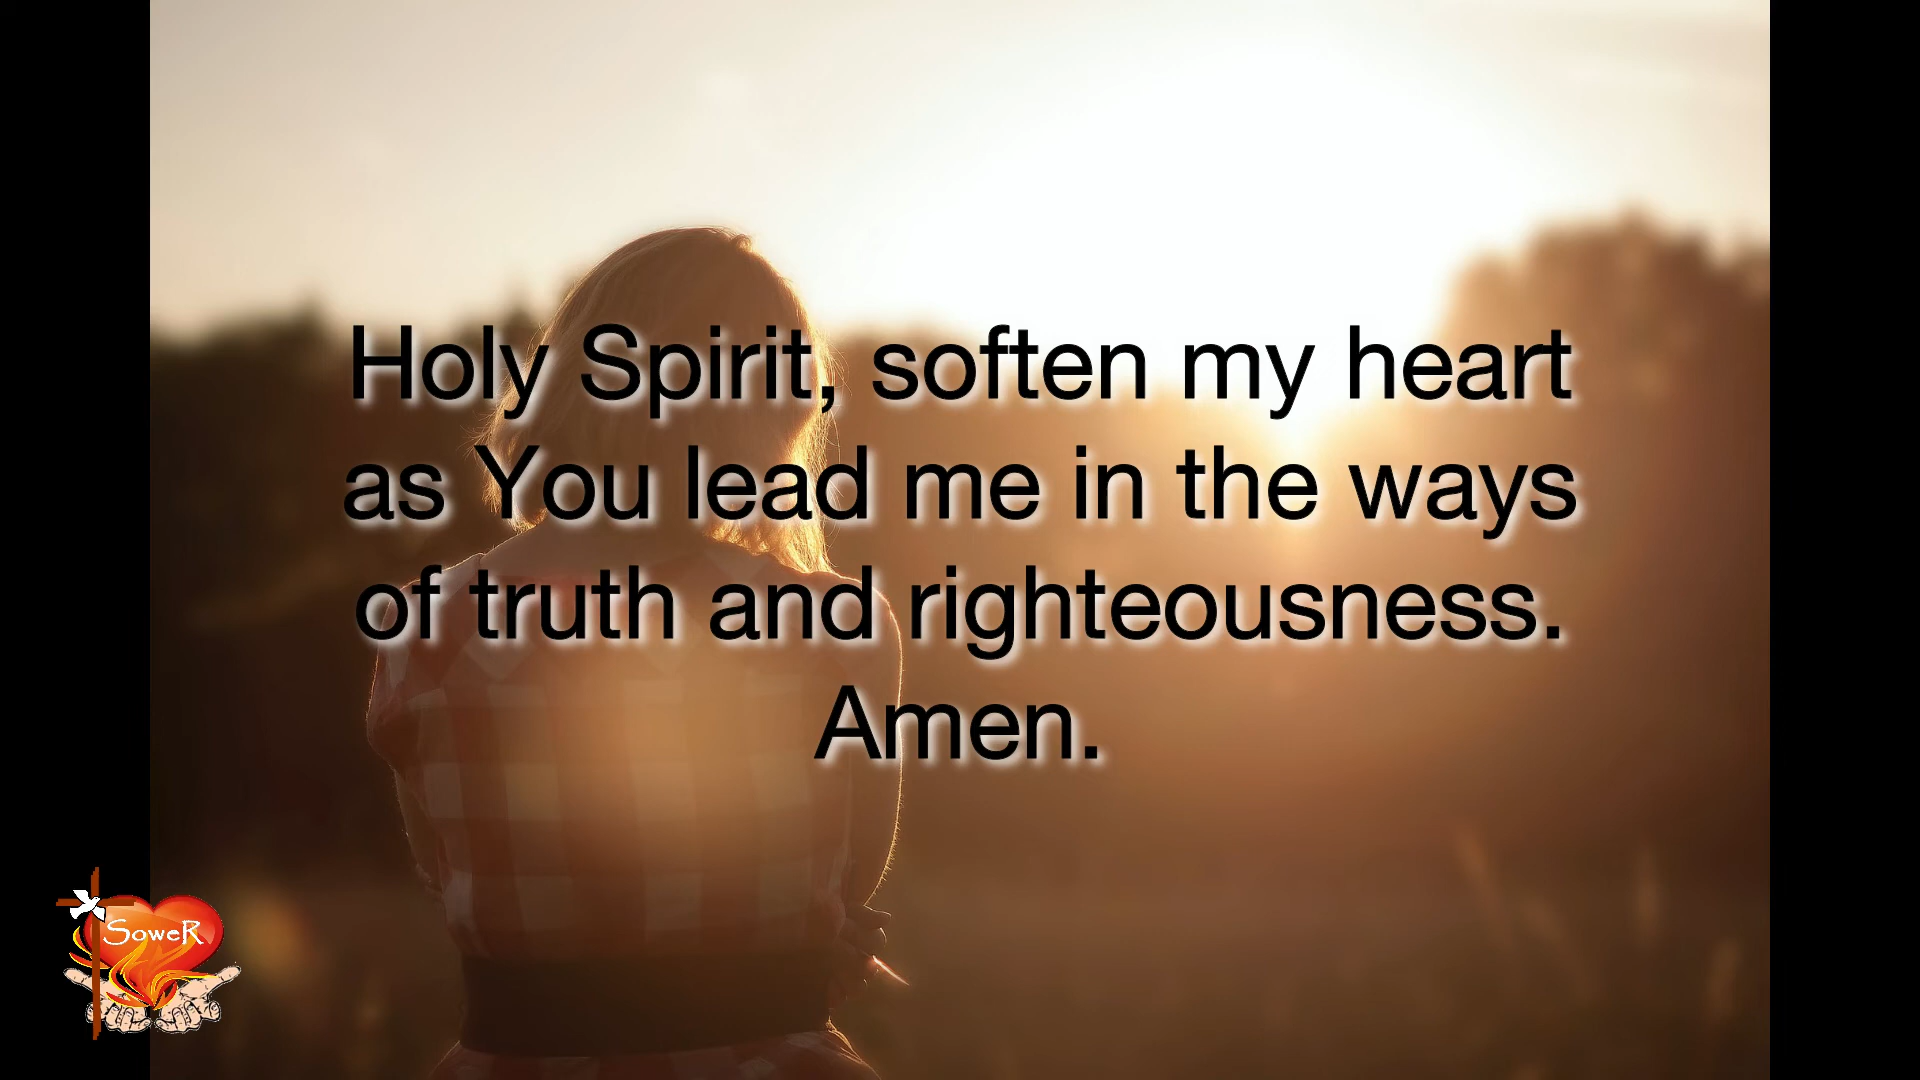 Holy Spirit, soften my heart
as You lead me in the ways
of truth and righteousness.
Amen.
SoweR